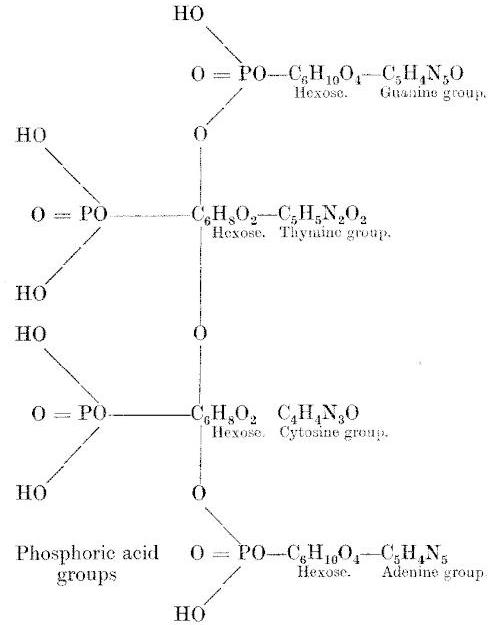 HO
O = PO—C₆H₁₀O₄—C₅H₄N₅O
Hexose. Guanine group.
O
HO
O = PO—C₆H₈O₂—C₅H₅N₂O₂
Hexose. Thymine group.
HO
O
HO
O = PO—C₆H₈O₂ C₄H₄N₃O
Hexose. Cytosine group.
HO
O
Phosphoric acid
groups
O = PO—C₆H₁₀O₄—C₅H₄N₅
Hexose. Adenine group
HO